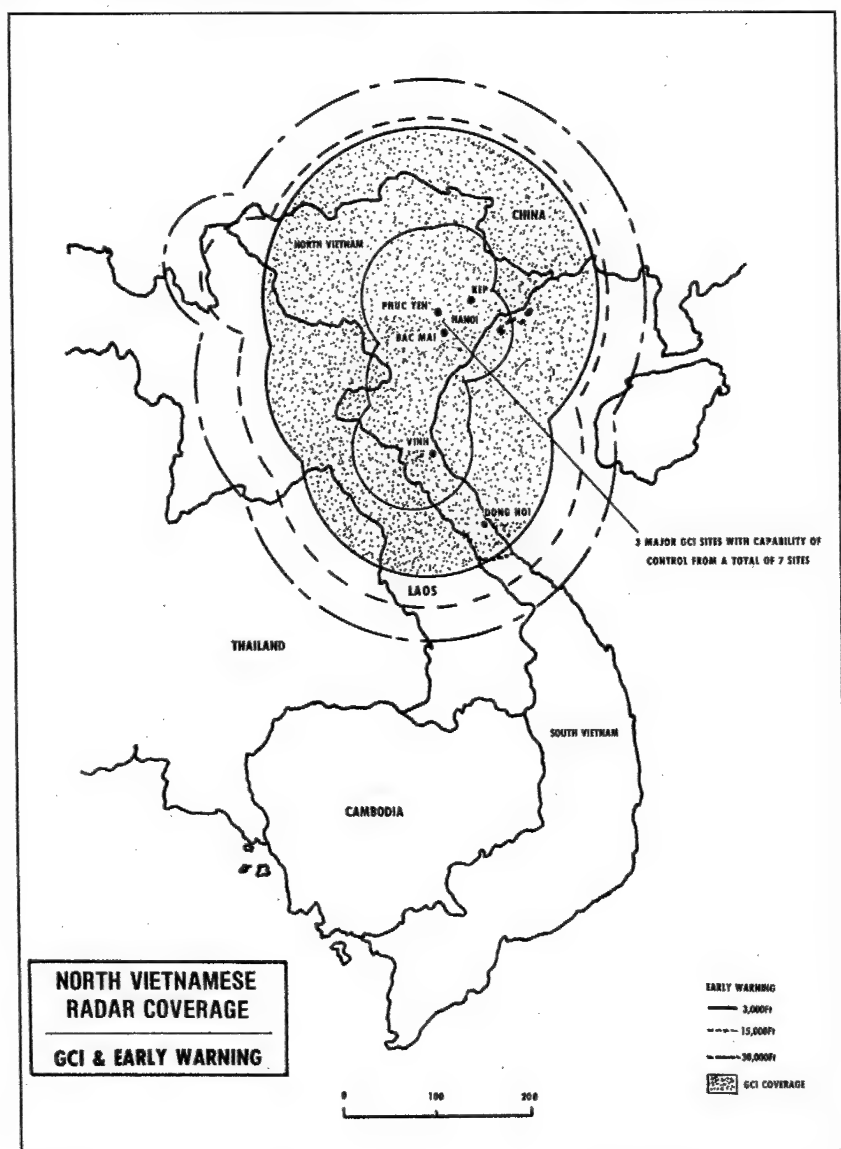 CHINA
NORTH VIETNAM
KEP
PHUC YEN
HANOI
BAC MAI
VINH
DONG HOI
3 MAJOR GCI SITES WITH CAPABILITY OF
CONTROL FROM A TOTAL OF 7 SITES
LAOS
THAILAND
SOUTH VIETNAM
CAMBODIA
NORTH VIETNAMESE
RADAR COVERAGE
GCI & EARLY WARNING
EARLY WARNING
3,000Ft
15,000Ft
30,000Ft
GCI COVERAGE
0 100 200